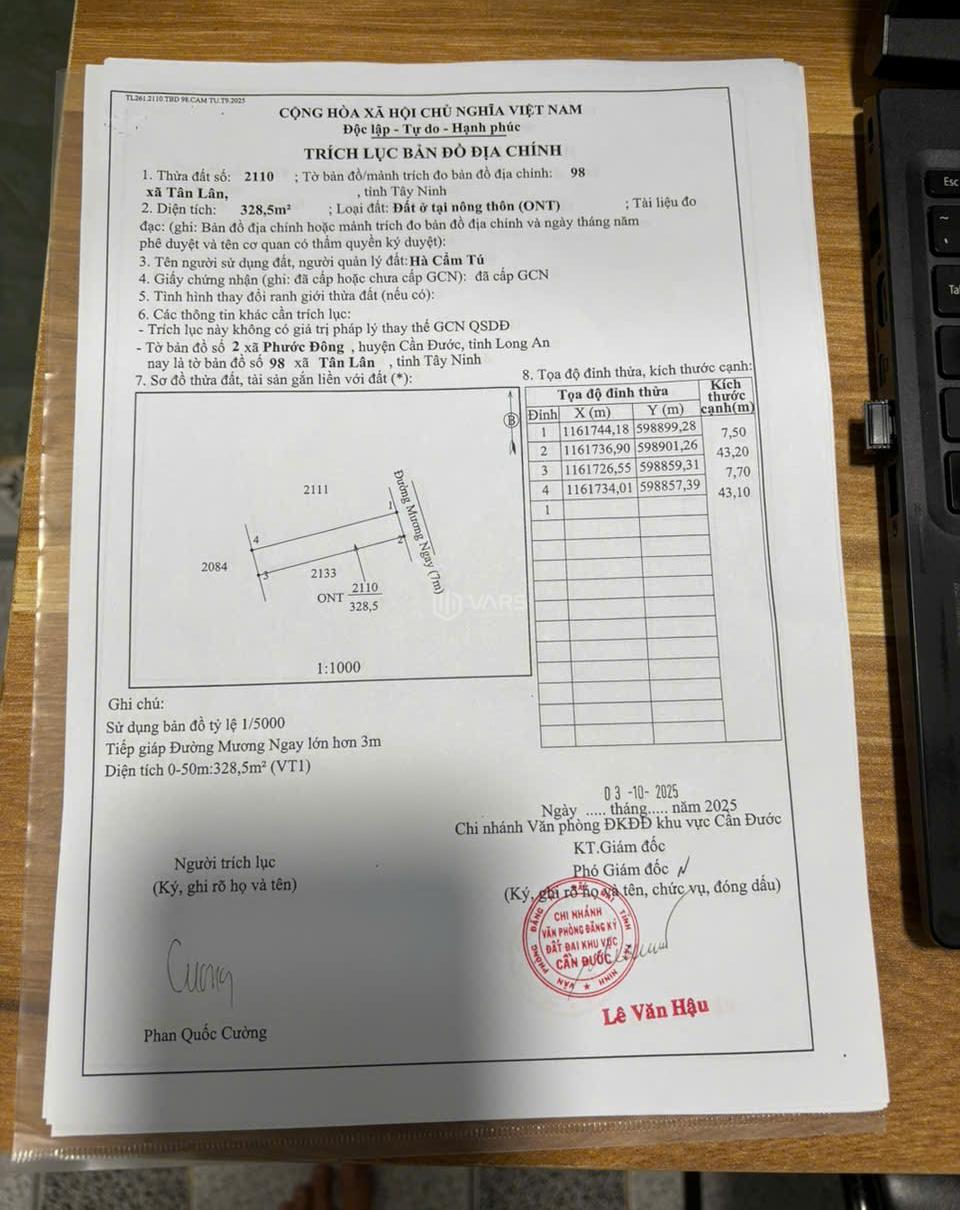 TL261.2110.TBD 98.CAM TU.T9.2025
CỘNG HÒA XÃ HỘI CHỦ NGHĨA VIỆT NAM
Độc lập - Tự do - Hạnh phúc
TRÍCH LỤC BẢN ĐỒ ĐỊA CHÍNH
1. Thửa đất số: 2110 ; Tờ bản đồ/mảnh trích đo bản đồ địa chính: 98
xã Tân Lân, , tỉnh Tây Ninh
2. Diện tích: 328,5m² ; Loại đất: Đất ở tại nông thôn (ONT) ; Tài liệu đo
đạc: (ghi: Bản đồ địa chính hoặc mảnh trích đo bản đồ địa chính và ngày tháng năm
phê duyệt và tên cơ quan có thẩm quyền ký duyệt):
3. Tên người sử dụng đất, người quản lý đất: Hà Cẩm Tú
4. Giấy chứng nhận (ghi: đã cấp hoặc chưa cấp GCN): đã cấp GCN
5. Tình hình thay đổi ranh giới thửa đất (nếu có):
6. Các thông tin khác cần trích lục:
- Trích lục này không có giá trị pháp lý thay thế GCN QSDĐ
- Tờ bản đồ số 2 xã Phước Đông , huyện Cần Đước, tỉnh Long An
nay là tờ bản đồ số 98 xã Tân Lân , tỉnh Tây Ninh
7. Sơ đồ thửa đất, tài sản gắn liền với đất (*):
B
2111
Đường Mương Ngay (7m)
1
4
2
2084
3
2133
ONT 2110
328,5
1:1000
VARS
8. Tọa độ đỉnh thửa, kích thước cạnh:
Tọa độ đỉnh thửa Kích thước cạnh(m)
Đỉnh X (m) Y (m)
1 1161744,18 598899,28
7,50
2 1161736,90 598901,26
43,20
3 1161726,55 598859,31
7,70
4 1161734,01 598857,39
43,10
1
Ghi chú:
Sử dụng bản đồ tỷ lệ 1/5000
Tiếp giáp Đường Mương Ngay lớn hơn 3m
Diện tích 0-50m:328,5m² (VT1)
03 -10- 2025
Ngày ..... tháng..... năm 2025
Chi nhánh Văn phòng ĐKĐĐ khu vực Cần Đước
KT.Giám đốc
Phó Giám đốc
(Ký, ghi rõ họ và tên, chức vụ, đóng dấu)
Người trích lục
(Ký, ghi rõ họ và tên)
CHI NHÁNH
VĂN PHÒNG ĐĂNG KÝ
ĐẤT ĐAI KHU VỰC
CẦN ĐƯỚC
Cương
Phan Quốc Cường
Lê Văn Hậu
Esc